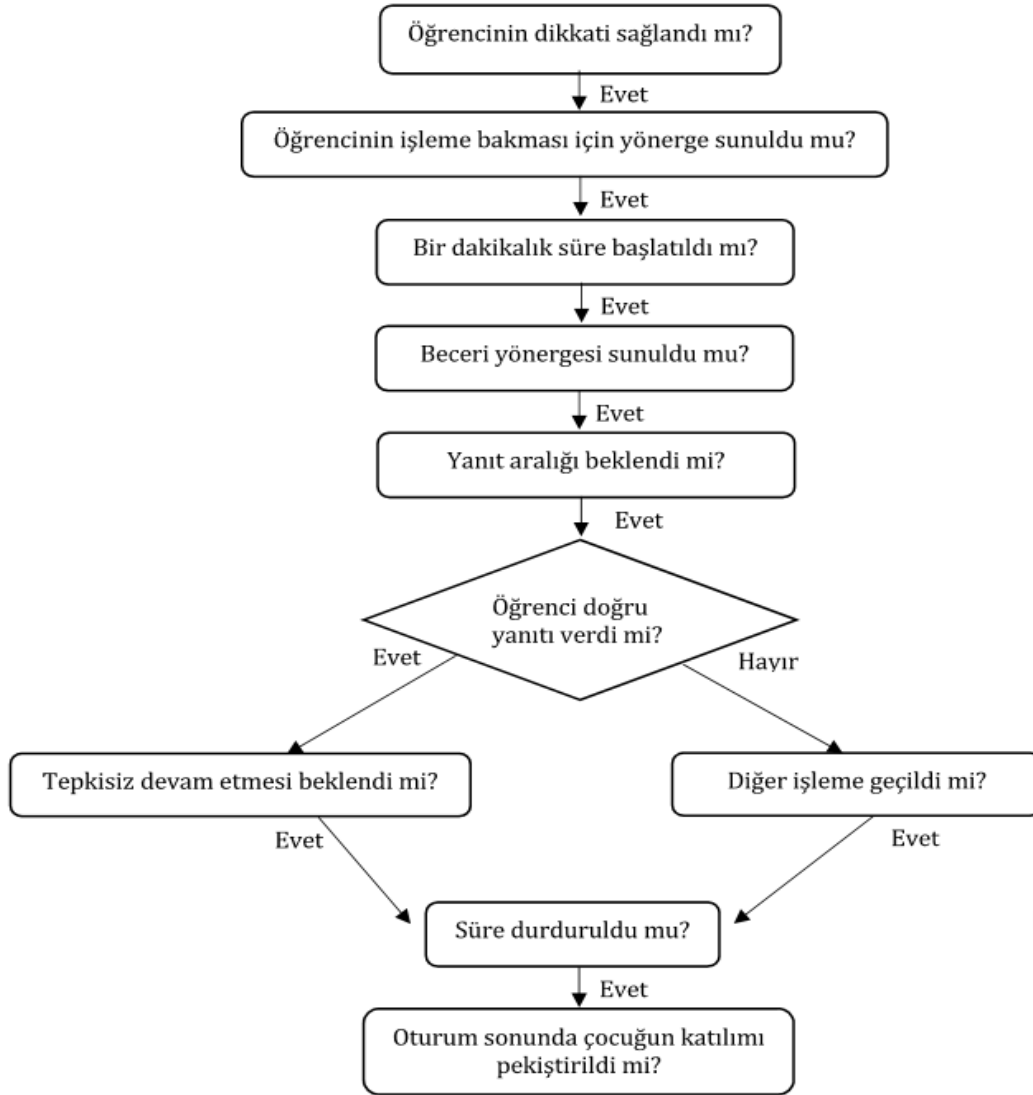 Öğrencinin dikkati sağlandı mı?
Evet
Öğrencinin işleme bakması için yönerge sunuldu mu?
Evet
Bir dakikalık süre başlatıldı mı?
Evet
Beceri yönergesi sunuldu mu?
Evet
Yanıt aralığı beklendi mi?
Evet
Öğrenci doğru
yanıtı verdi mi?
Evet
Hayır
Tepkisiz devam etmesi beklendi mi?
Diğer işleme geçildi mi?
Evet
Evet
Süre durduruldu mu?
Evet
Oturum sonunda çocuğun katılımı
pekiştirildi mi?